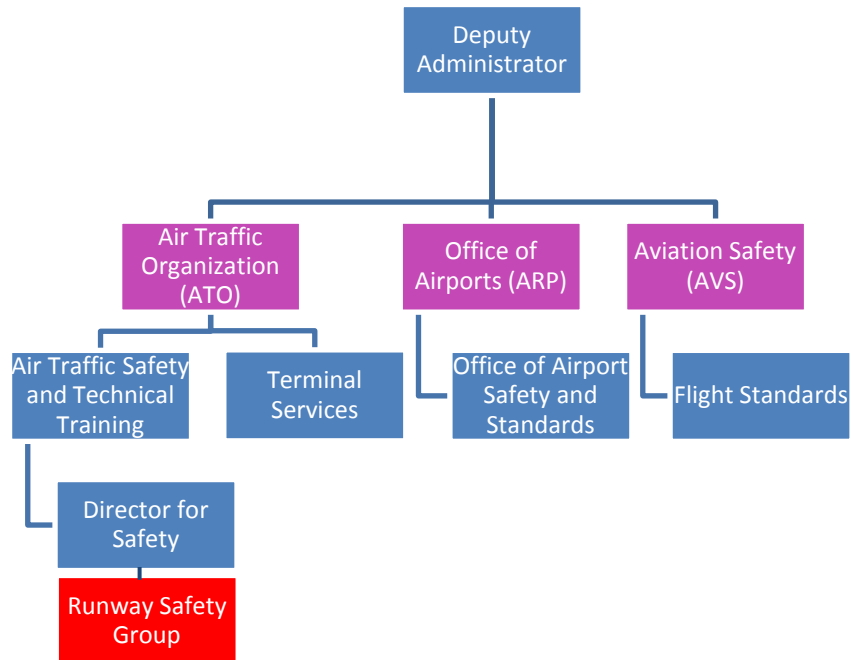 Deputy
Administrator
Air Traffic
Organization
(ATO)
Office of
Airports (ARP)
Aviation Safety
(AVS)
Air Traffic Safety
and Technical
Training
Terminal
Services
Office of Airport
Safety and
Standards
Flight Standards
Director for
Safety
Runway Safety
Group